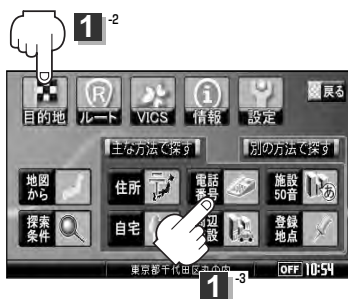 1 -2
目的地 ルート VICS 情報 設定 戻る
主な方法で探す 別の方法で探す
地図から 住所 電話番号 施設50音
探索条件 自宅 辺設 登録地点
東京都千代田区丸の内 OFF 10:54
1 -3